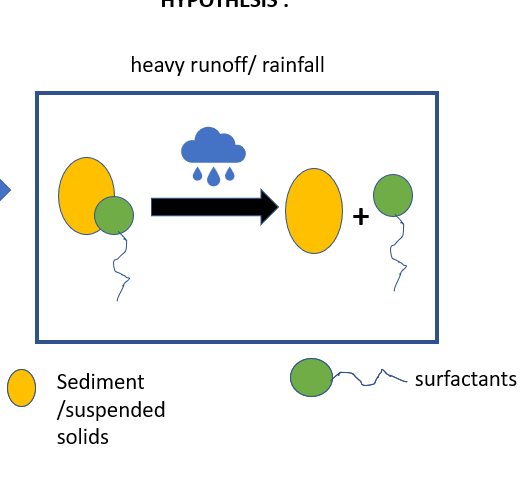 HYPOTHESIS :
heavy runoff/ rainfall
+
Sediment
/suspended
solids
surfactants